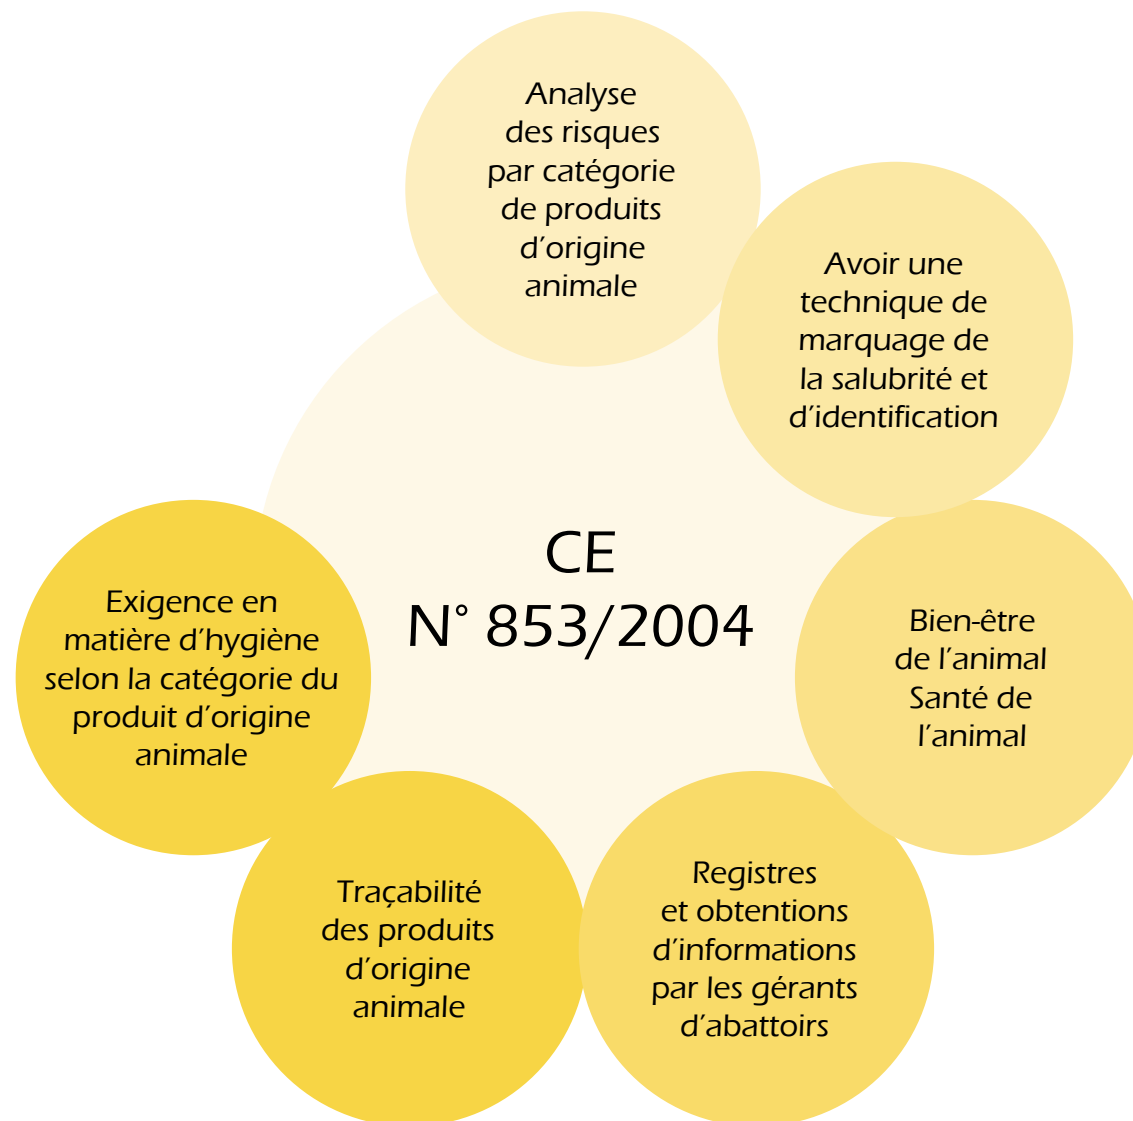 Analyse
des risques
par catégorie
de produits
d'origine
animale
Avoir une
technique de
marquage de
la salubrité et
d'identification
CE
N° 853/2004
Bien-être
de l'animal
Santé de
l'animal
Registres
et obtentions
d'informations
par les gérants
d'abattoirs
Traçabilité
des produits
d'origine
animale
Exigence en
matière d'hygiène
selon la catégorie du
produit d'origine
animale